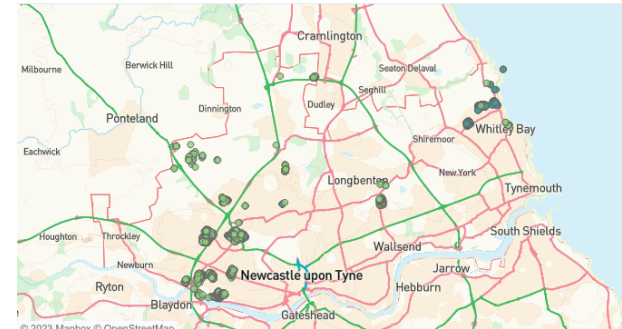 Cramlington
Milbourne
Berwick Hill
Seaton Delaval
Seghill
Dinnington
Dudley
Ponteland
Whitley Bay
Shiremoor
Eachwick
New York
Longbenton
Tynemouth
South Shields
Houghton
Throckley
Wallsend
Newburn
Jarrow
Newcastle upon Tyne
Ryton
Hebburn
Blaydon
Gateshead
© 2023 Mapbox © OpenStreetMap